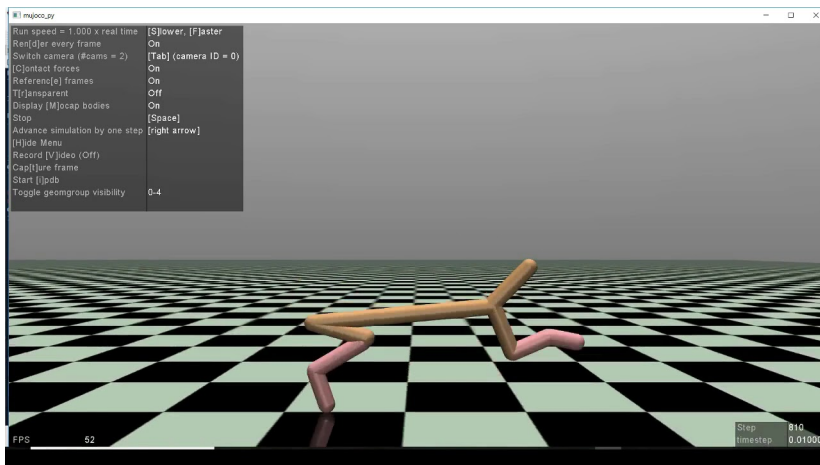 mujoco_py
Run speed = 1.000 x real time [S]lower, [F]aster
Ren[d]er every frame On
Switch camera (#cams = 2) [Tab] (camera ID = 0)
[C]ontact forces On
Referenc[e] frames On
T[r]ansparent Off
Display [M]ocap bodies On
Stop [Space]
Advance simulation by one step [right arrow]
[H]ide Menu
Record [V]ideo (Off)
Cap[t]ure frame
Start [i]pdb
Toggle geomgroup visibility 0-4
FPS 52
Step 810
timestep 0.01000